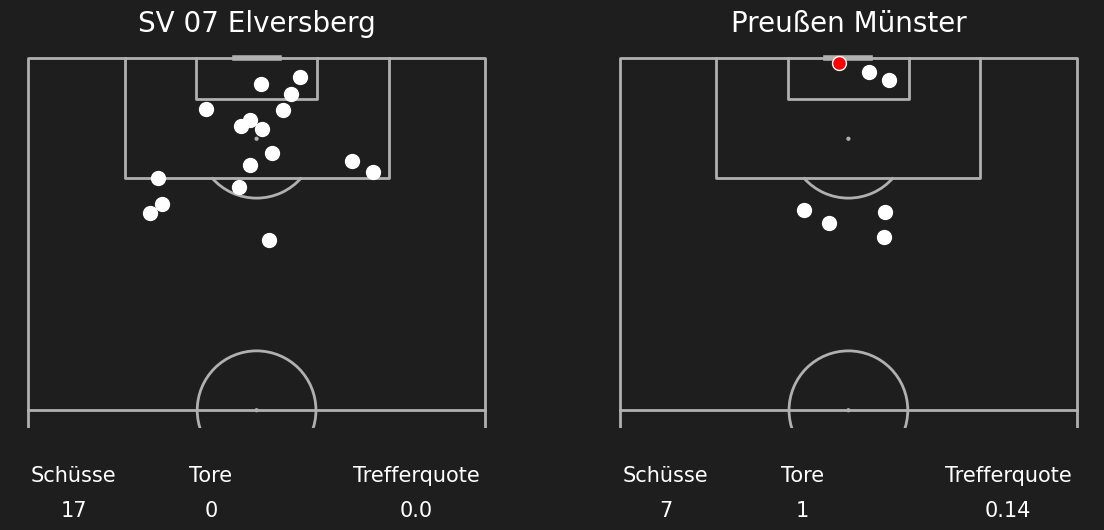 SV 07 Elversberg
Schüsse Tore Trefferquote
17 0 0.0
Preußen Münster
Schüsse Tore Trefferquote
7 1 0.14